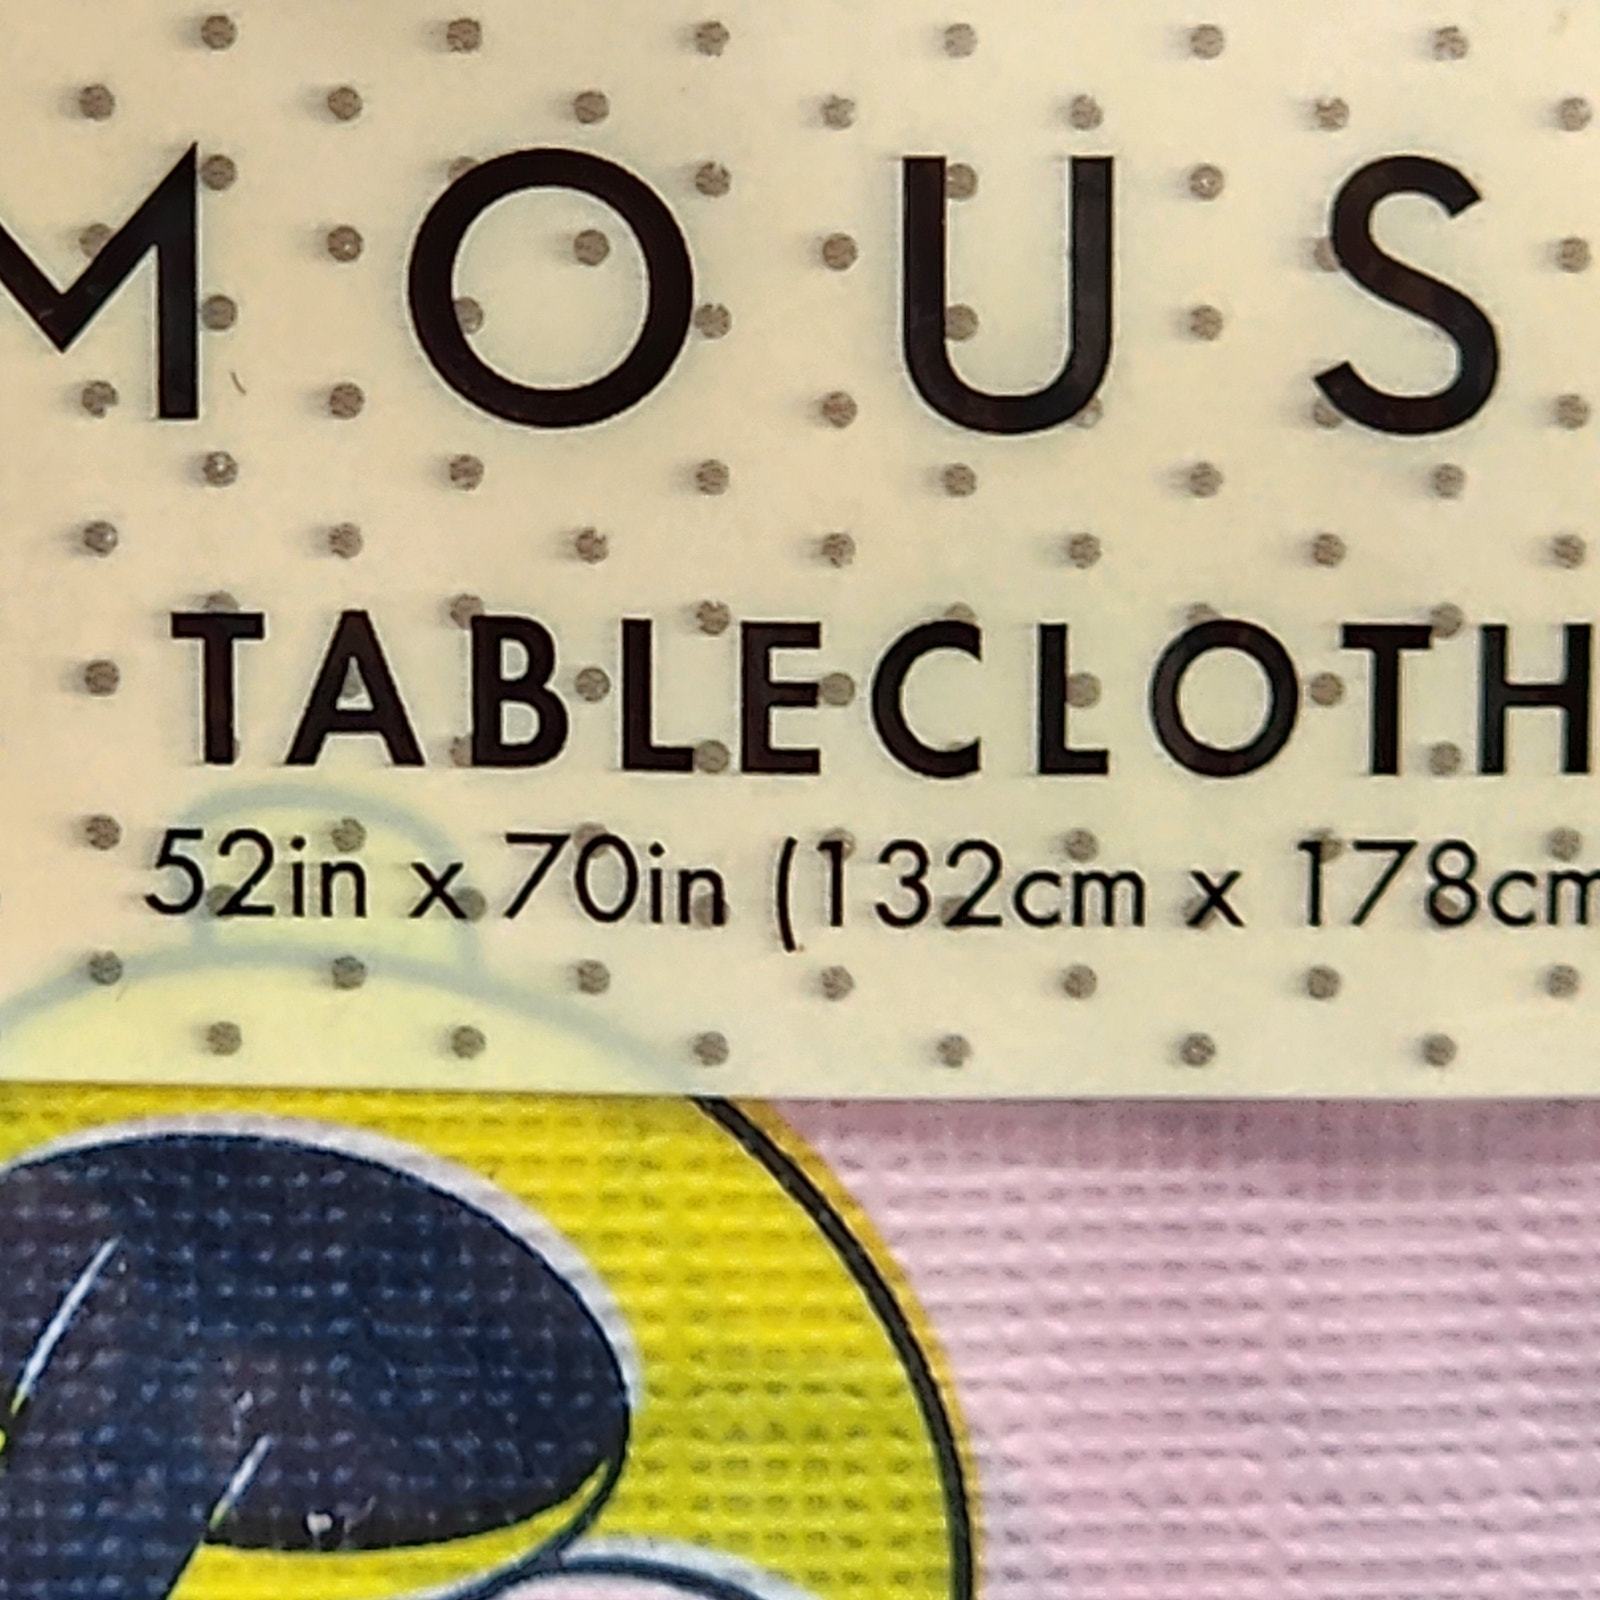 MOUS
TABLECLOTH
52in x 70in (132cm x 178cm